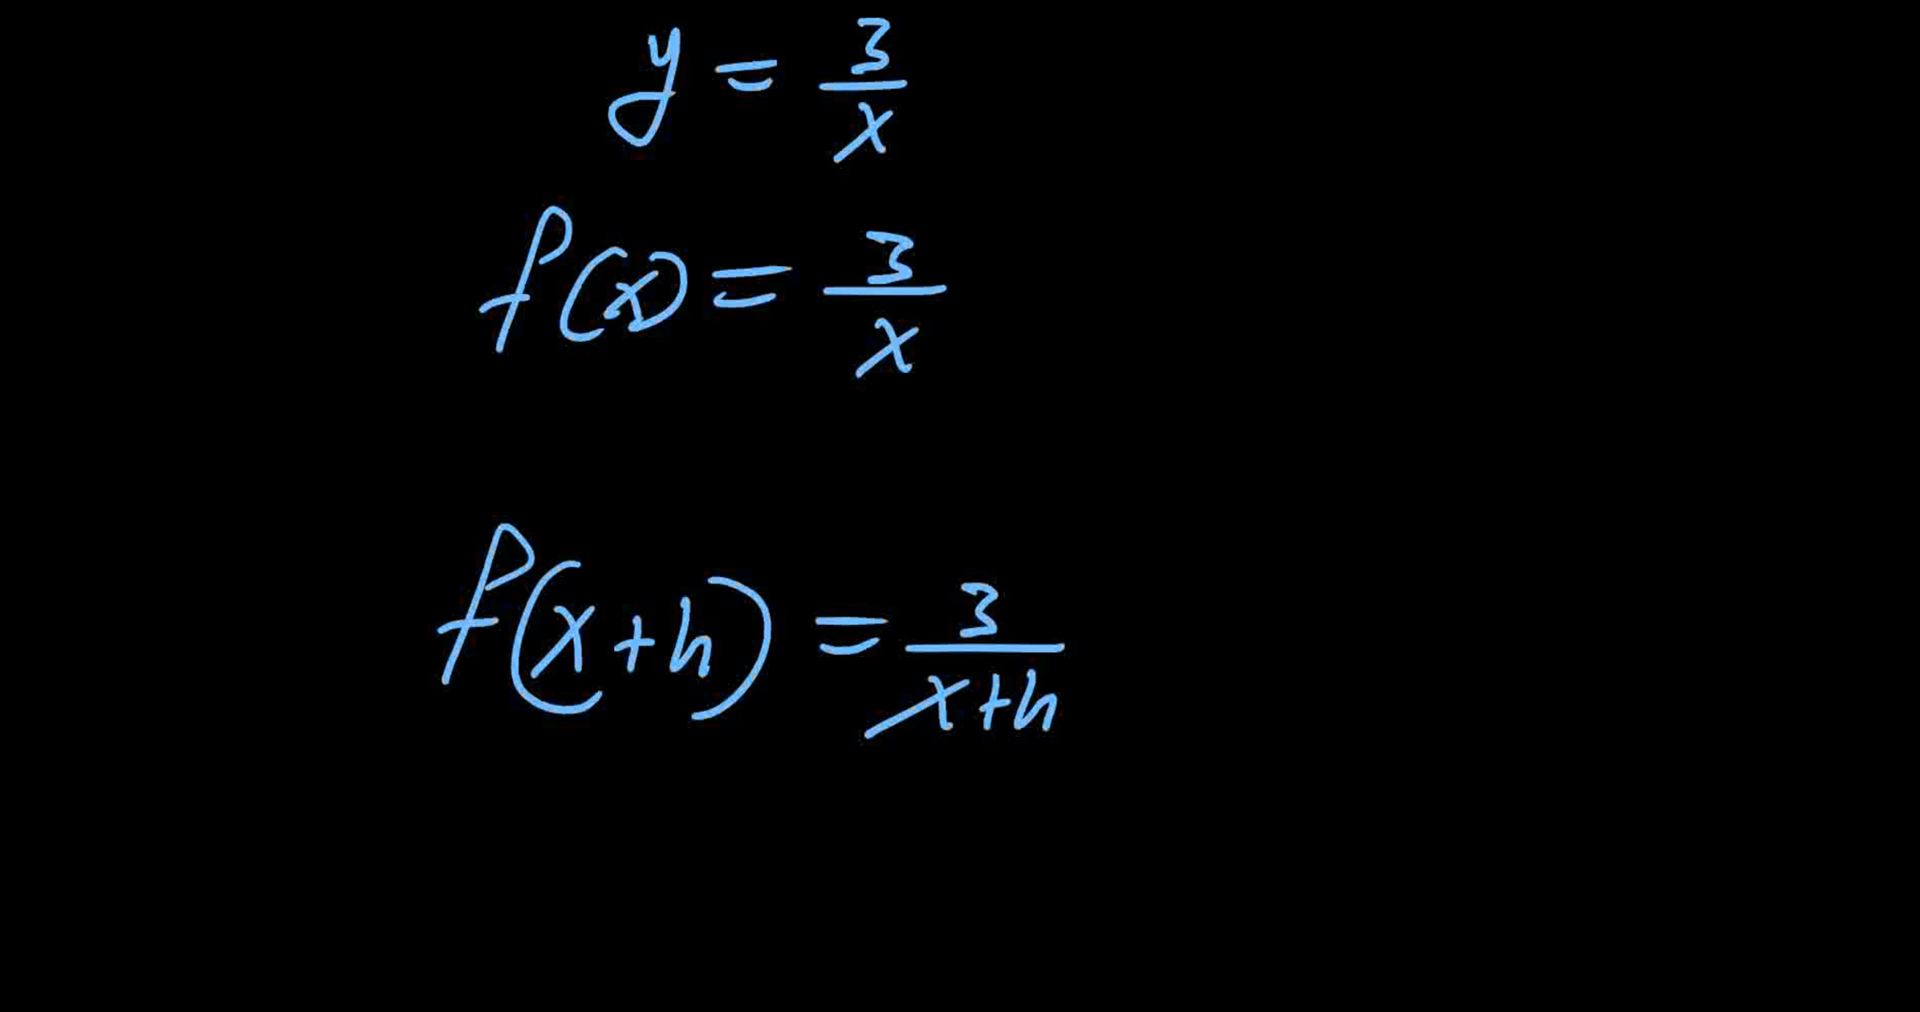 y = 3/x
f(x) = 3/x
f(x+h) = 3/(x+h)